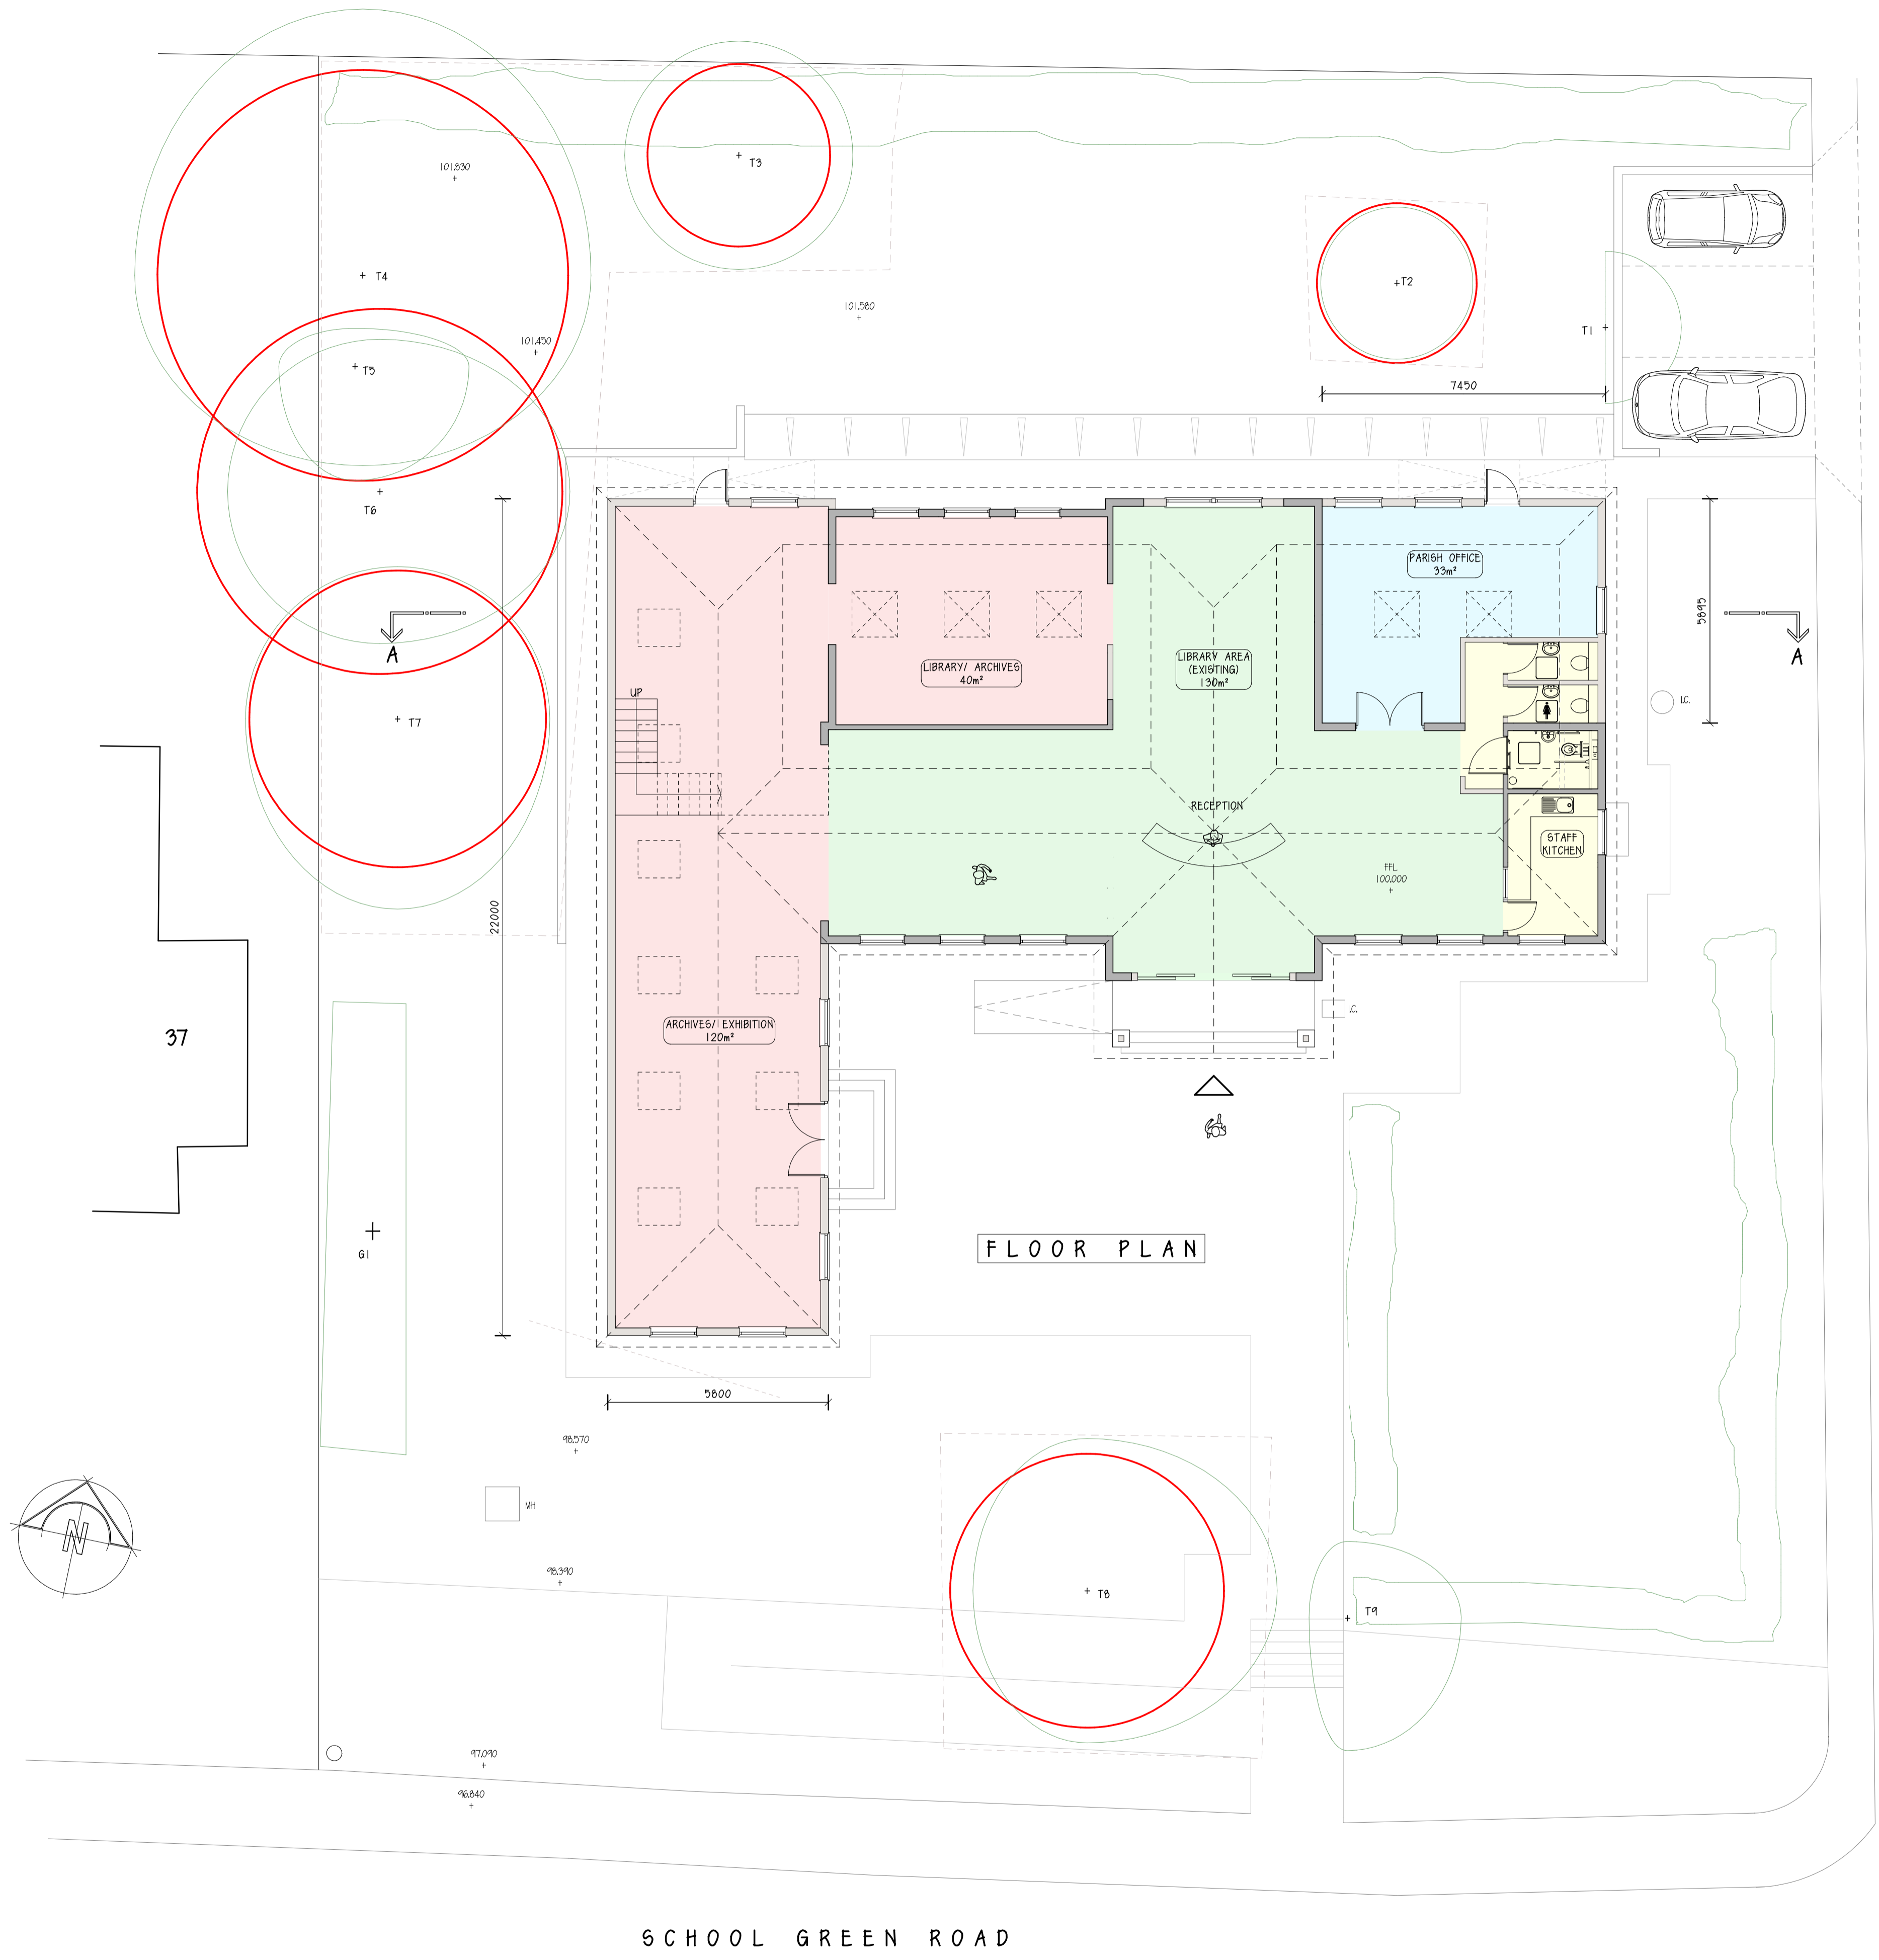 101.830
T3
T4
T2
101.580
T1
101.450
T5
7450
T6
PARISH OFFICE
33m²
5895
A
A
LIBRARY/ ARCHIVES
40m²
LIBRARY AREA
(EXISTING)
130m²
UP
I.C.
T7
RECEPTION
STAFF
KITCHEN
FFL
100.000
22000
I.C.
ARCHIVES/ EXHIBITION
120m²
37
FLOOR PLAN
G1
5800
98.570
MH
N
98.390
T8
T9
97.090
96.840
SCHOOL GREEN ROAD